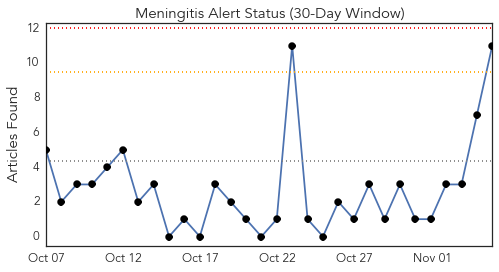 Meningitis Alert Status (30-Day Window)
12
10
8
6
4
2
0
Articles Found
Oct 07 Oct 12 Oct 17 Oct 22 Oct 27 Nov 01